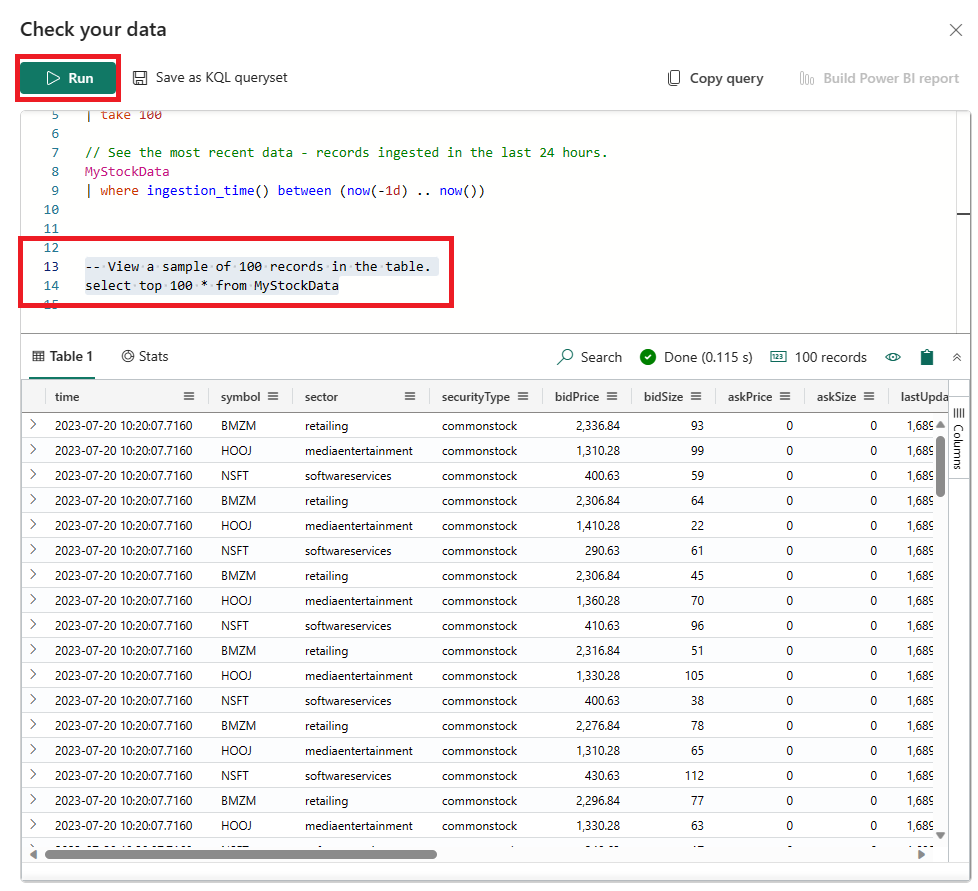 Check your data
Run
Save as KQL queryset
Copy query
Build Power BI report
5 | take 100
6
7 // See the most recent data - records ingested in the last 24 hours.
8 MyStockData
9 | where ingestion_time() between (now(-1d) .. now())
10
11
12
13 -- View a sample of 100 records in the table.
14 select top 100 * from MyStockData
15
Table 1 Stats Search Done (0.115 s) 100 records
time symbol sector securityType bidPrice bidSize askPrice askSize lastUpda
Columns
2023-07-20 10:20:07.7160 BMZM retailing commonstock 2,336.84 93 0 0 1,689
2023-07-20 10:20:07.7160 HOOJ mediaentertainment commonstock 1,310.28 99 0 0 1,689
2023-07-20 10:20:07.7160 NSFT softwareservices commonstock 400.63 59 0 0 1,689
2023-07-20 10:20:07.7160 BMZM retailing commonstock 2,306.84 64 0 0 1,689
2023-07-20 10:20:07.7160 HOOJ mediaentertainment commonstock 1,410.28 22 0 0 1,689
2023-07-20 10:20:07.7160 NSFT softwareservices commonstock 290.63 61 0 0 1,689
2023-07-20 10:20:07.7160 BMZM retailing commonstock 2,306.84 45 0 0 1,689
2023-07-20 10:20:07.7160 HOOJ mediaentertainment commonstock 1,360.28 70 0 0 1,689
2023-07-20 10:20:07.7160 NSFT softwareservices commonstock 410.63 96 0 0 1,689
2023-07-20 10:20:07.7160 BMZM retailing commonstock 2,316.84 51 0 0 1,689
2023-07-20 10:20:07.7160 HOOJ mediaentertainment commonstock 1,330.28 105 0 0 1,689
2023-07-20 10:20:07.7160 NSFT softwareservices commonstock 400.63 38 0 0 1,689
2023-07-20 10:20:07.7160 BMZM retailing commonstock 2,276.84 78 0 0 1,689
2023-07-20 10:20:07.7160 HOOJ mediaentertainment commonstock 1,310.28 65 0 0 1,689
2023-07-20 10:20:07.7160 NSFT softwareservices commonstock 430.63 112 0 0 1,689
2023-07-20 10:20:07.7160 BMZM retailing commonstock 2,296.84 77 0 0 1,689
2023-07-20 10:20:07.7160 HOOJ mediaentertainment commonstock 1,330.28 63 0 0 1,689